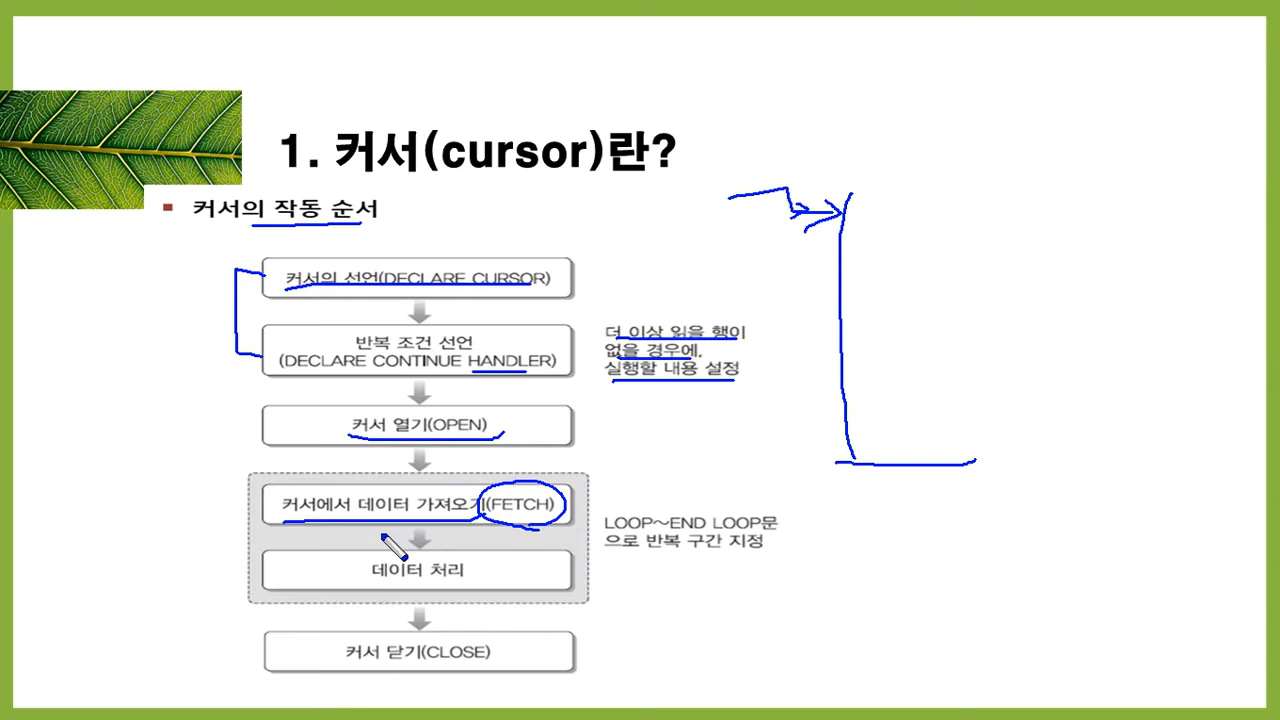 1. 커서(cursor)란?
커서의 작동 순서
커서의 선언(DECLARE CURSOR)
반복 조건 선언
(DECLARE CONTINUE HANDLER)
더 이상 읽을 행이
없을 경우에,
실행할 내용 설정
커서 열기(OPEN)
커서에서 데이터 가져오기(FETCH)
LOOP~END LOOP문
으로 반복 구간 지정
데이터 처리
커서 닫기(CLOSE)